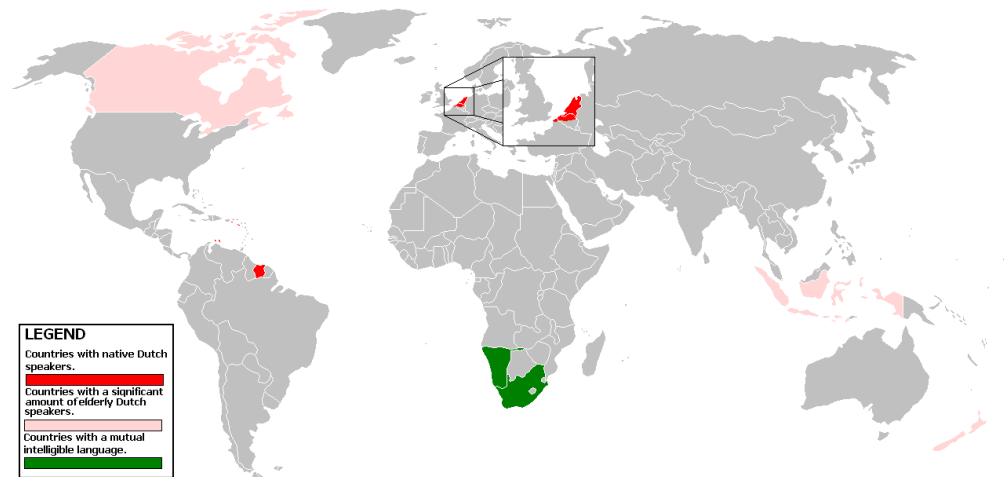 LEGEND
Countries with native Dutch
speakers.
Countries with a significant
amount of elderly Dutch
speakers.
Countries with a mutual
intelligible language.